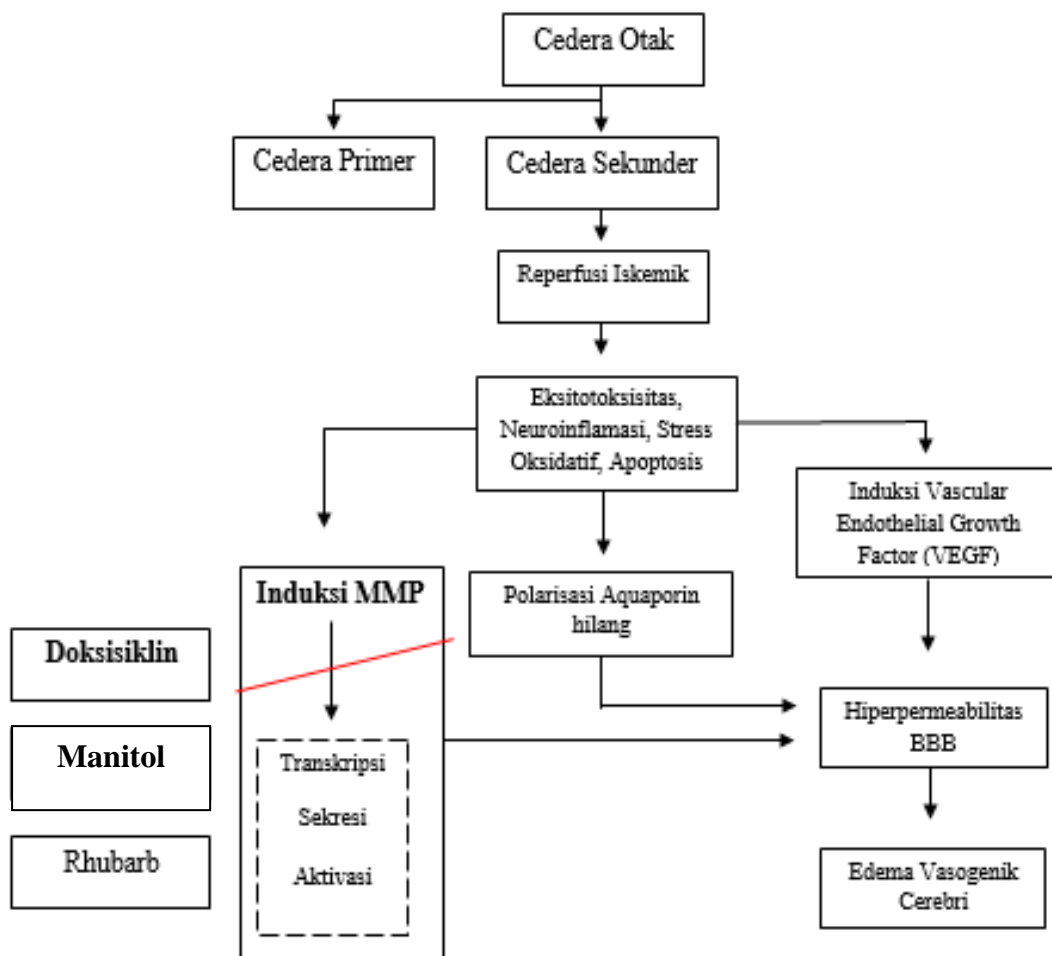 Cedera Otak
Cedera Primer
Cedera Sekunder
Reperfusi Iskemik
Eksitotoksisitas,
Neuroinflamasi, Stress
Oksidatif, Apoptosis
Induksi Vascular
Endothelial Growth
Factor (VEGF)
Induksi MMP
Polarisasi Aquaporin
hilang
Doksisiklin
Manitol
Rhubarb
Transkripsi
Sekresi
Aktivasi
Hiperpermeabilitas
BBB
Edema Vasogenik
Cerebri